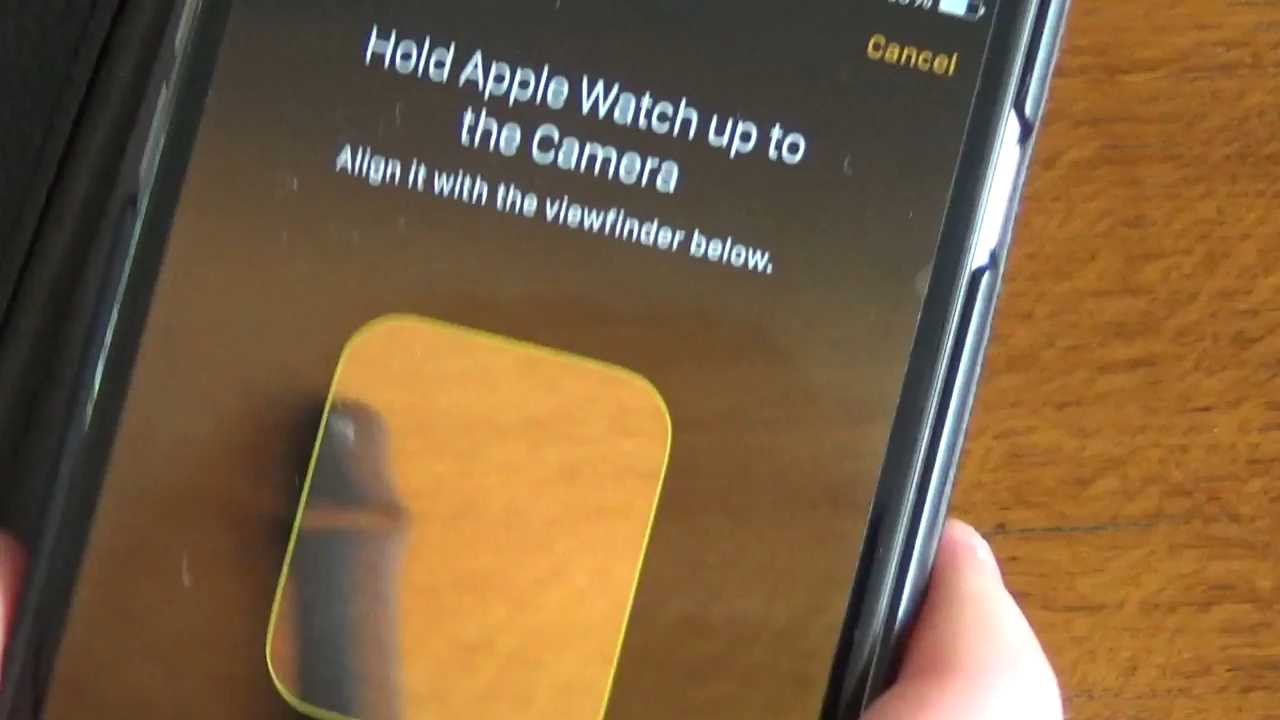 Cancel
Hold Apple Watch up to
the Camera
Align it with the viewfinder below.